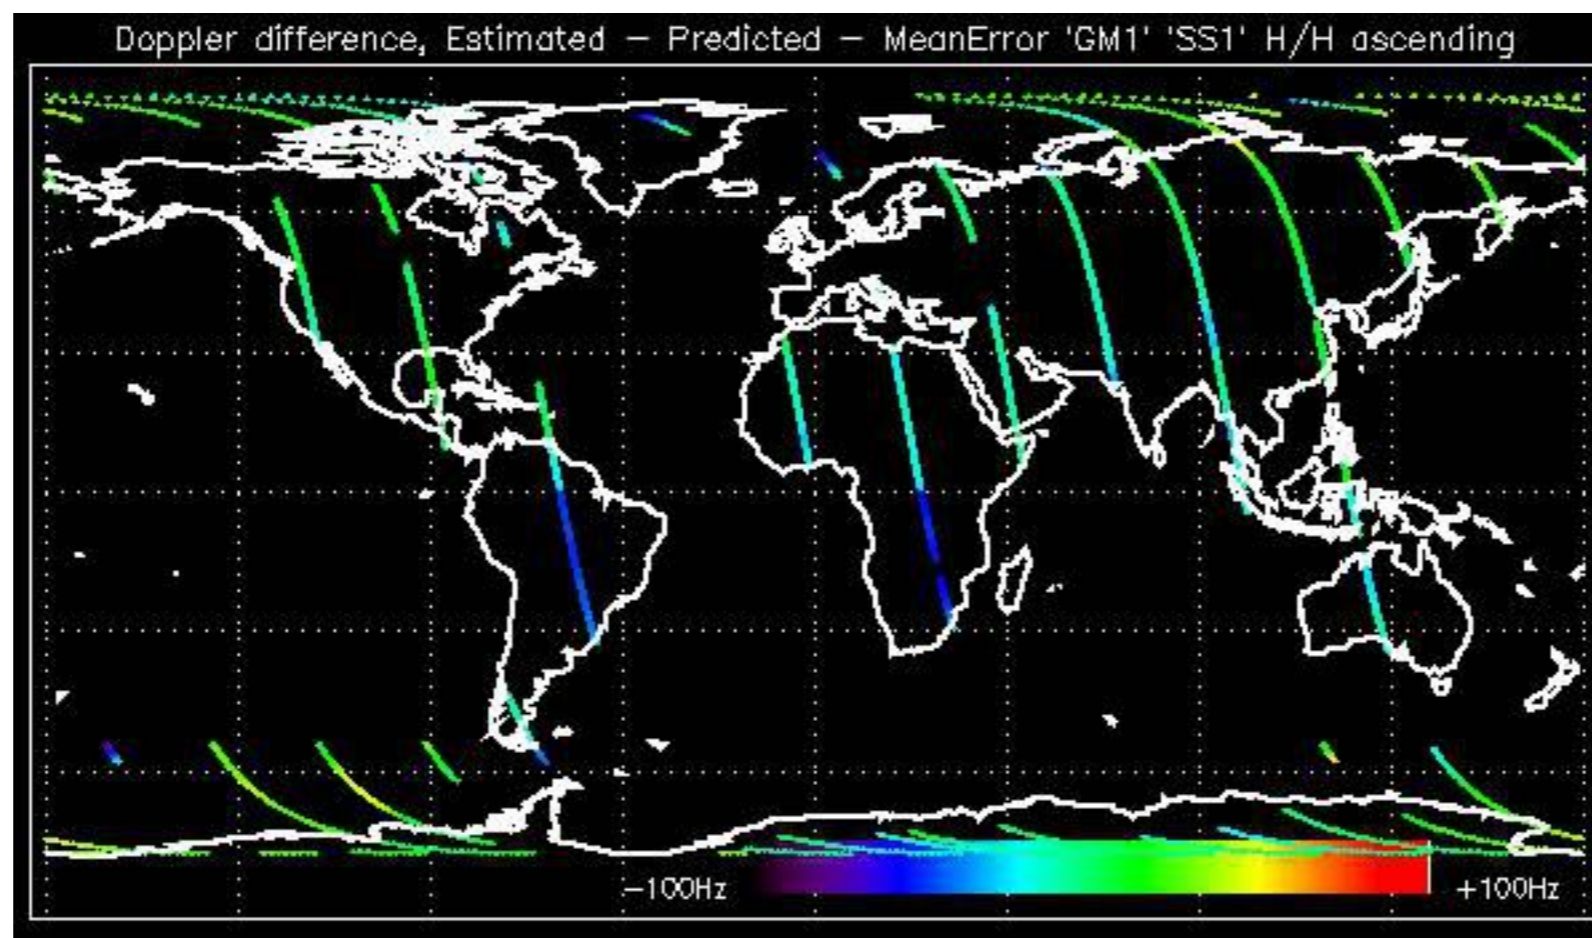 Doppler difference, Estimated – Predicted – MeanError 'GM1' 'SS1' H/H ascending
–100Hz
+100Hz